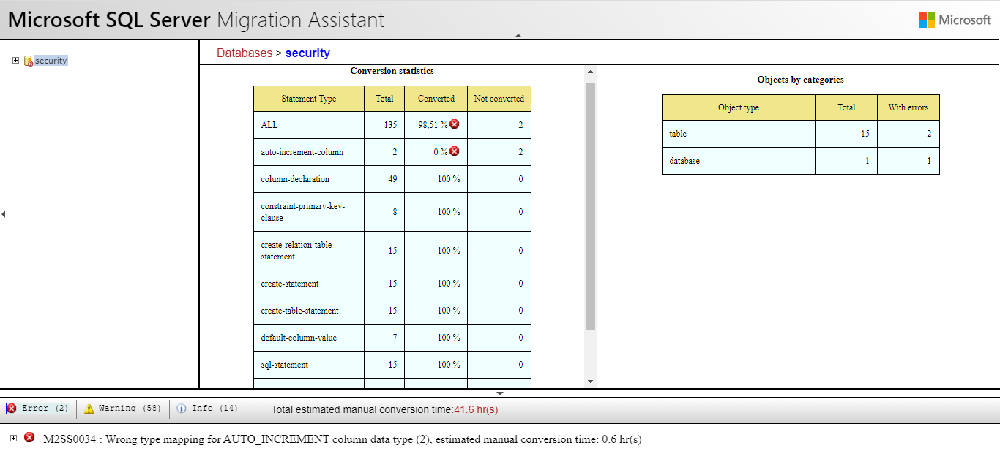 Microsoft SQL Server Migration Assistant
Microsoft
security
Databases > security
Conversion statistics
Statement Type Total Converted Not converted
ALL 135 98,51 % 2
auto-increment-column 2 0 % 2
column-declaration 49 100 % 0
constraint-primary-key-
clause 8 100 % 0
create-relation-table-
statement 15 100 % 0
create-statement 15 100 % 0
create-table-statement 15 100 % 0
default-column-value 7 100 % 0
sql-statement 15 100 % 0
Objects by categories
Object type Total With errors
table 15 2
database 1 1
Error (2) Warning (58) Info (14) Total estimated manual conversion time:41.6 hr(s)
M2SS0034 : Wrong type mapping for AUTO_INCREMENT column data type (2), estimated manual conversion time: 0.6 hr(s)